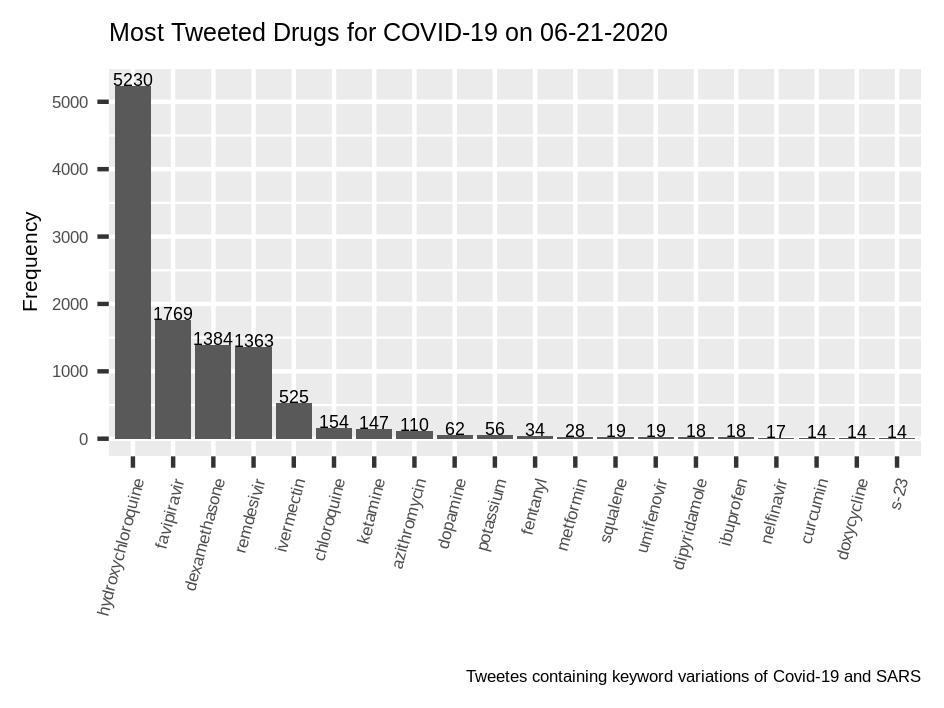 Most Tweeted Drugs for COVID-19 on 06-21-2020
Frequency
5000
4000
3000
2000
1000
0
5230
1769
1384
1363
525
154
147
110
62
56
34
28
19
19
18
18
17
14
14
14
hydroxychloroquine
favipiravir
dexamethasone
remdesivir
ivermectin
chloroquine
ketamine
azithromycin
dopamine
potassium
fentanyl
metformin
squalene
umifenovir
dipyridamole
ibuprofen
nelfinavir
curcumin
doxycycline
s-23
Tweetes containing keyword variations of Covid-19 and SARS